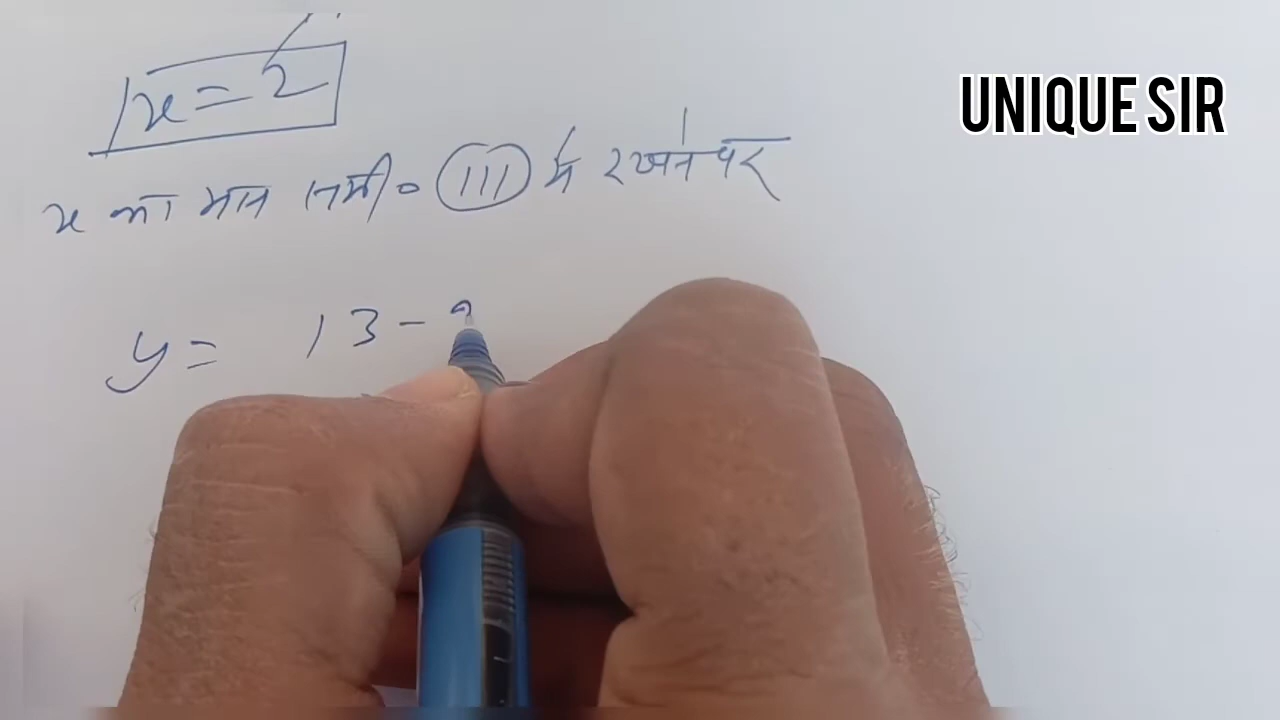 x = 2
UNIQUE SIR
x का मान समी० (III) में रखने पर
y = 13 -